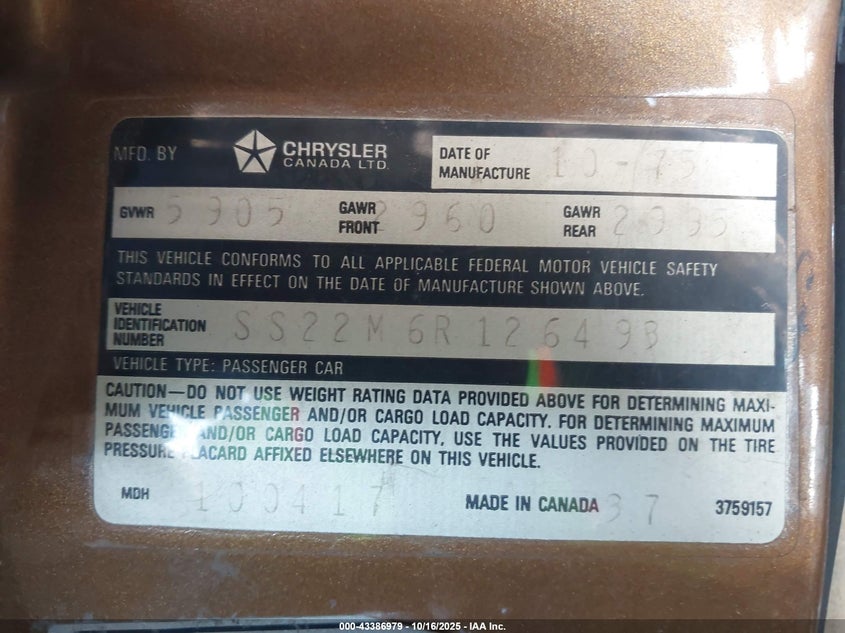 MFD. BY CHRYSLER CANADA LTD. DATE OF MANUFACTURE 10-75
GVWR 5905 GAWR FRONT 2960 GAWR REAR 2995
THIS VEHICLE CONFORMS TO ALL APPLICABLE FEDERAL MOTOR VEHICLE SAFETY
STANDARDS IN EFFECT ON THE DATE OF MANUFACTURE SHOWN ABOVE.
VEHICLE IDENTIFICATION NUMBER SS22M6R126498
VEHICLE TYPE: PASSENGER CAR
CAUTION—DO NOT USE WEIGHT RATING DATA PROVIDED ABOVE FOR DETERMINING MAXI-
MUM VEHICLE PASSENGER AND/OR CARGO LOAD CAPACITY. FOR DETERMINING MAXIMUM
PASSENGER AND/OR CARGO LOAD CAPACITY, USE THE VALUES PROVIDED ON THE TIRE
PRESSURE PLACARD AFFIXED ELSEWHERE ON THIS VEHICLE.
MDH 100417 MADE IN CANADA 37 3759157
000-43386979 - 10/16/2025 - IAA Inc.